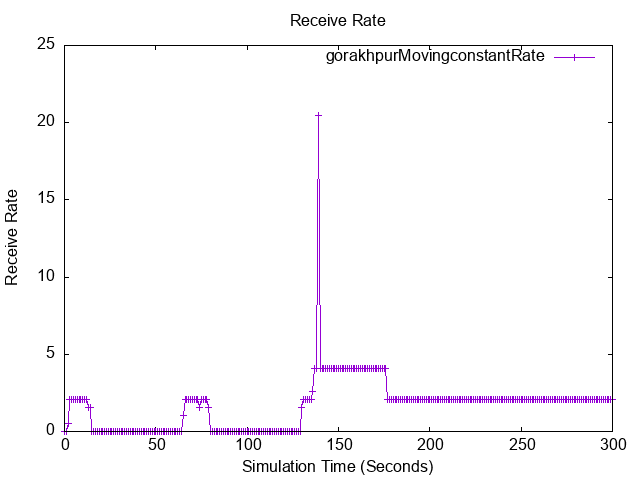 Receive Rate
gorakhpurMovingconstantRate
25
20
15
10
5
0
Receive Rate
0 50 100 150 200 250 300
Simulation Time (Seconds)